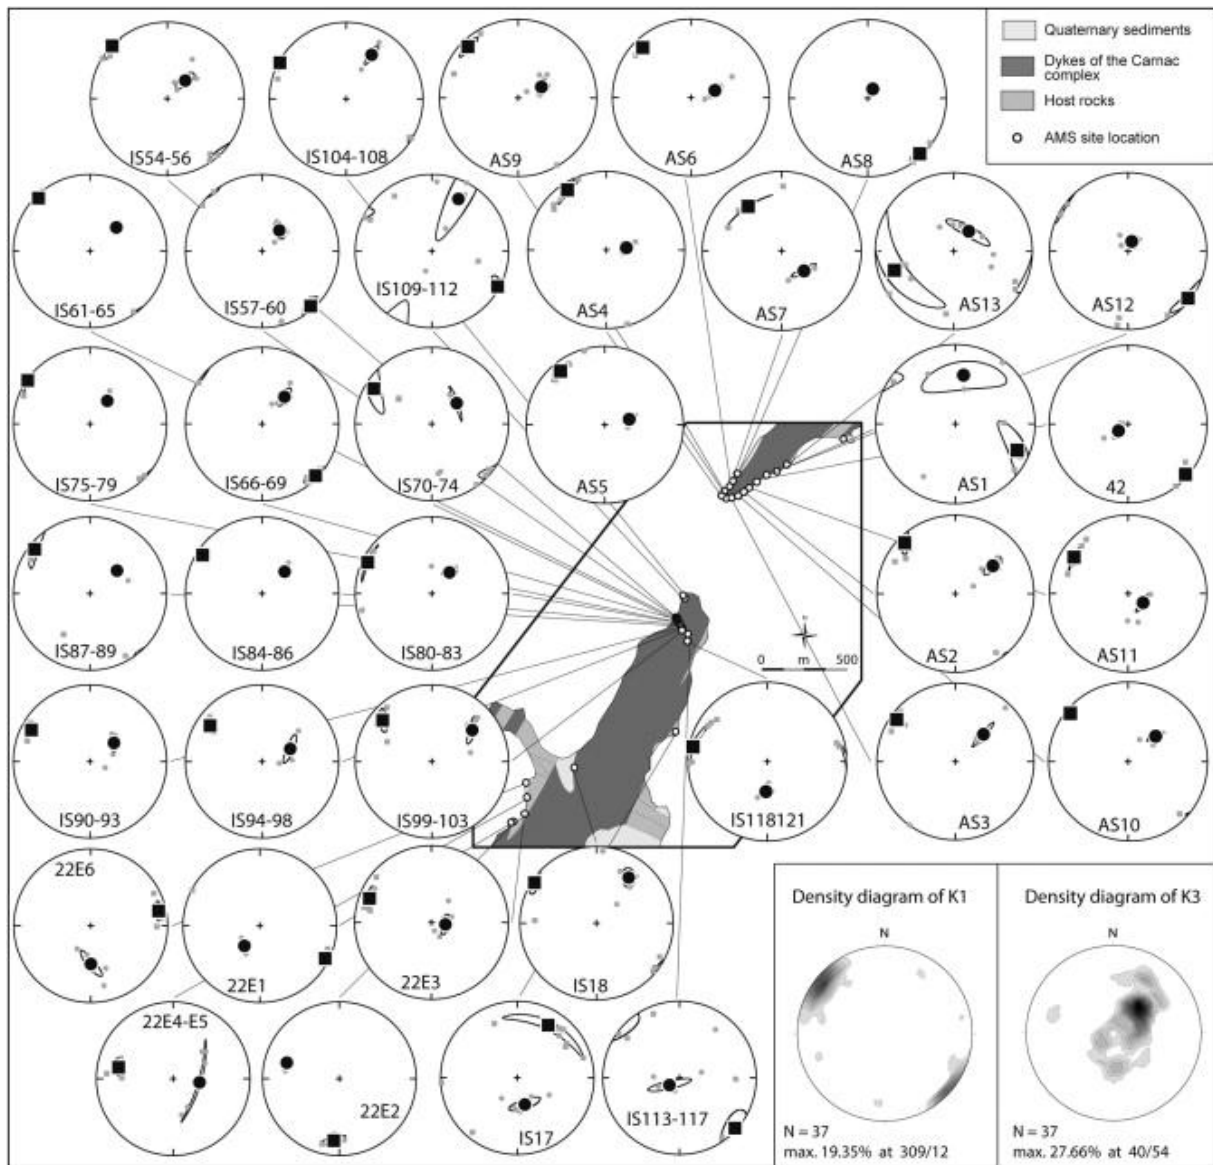 Quaternary sediments
Dykes of the Carnac
complex
Host rocks
AMS site location
IS54-56
IS104-108
AS9
AS6
AS8
IS61-65
IS57-60
IS109-112
AS4
AS7
AS13
AS12
IS75-79
IS66-69
IS70-74
AS5
AS1
42
IS87-89
IS84-86
IS80-83
AS2
AS11
0 m 500
IS90-93
IS94-98
IS99-103
IS118121
AS3
AS10
22E6
22E1
22E3
IS18
22E4-E5
22E2
IS17
IS113-117
Density diagram of K1
N
N = 37
max. 19.35% at 309/12
Density diagram of K3
N
N = 37
max. 27.66% at 40/54